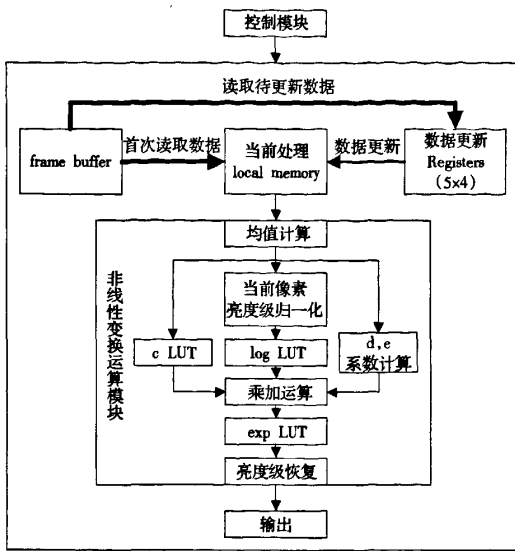 控制模块
读取待更新数据
frame buffer
首次读取数据
当前处理
local memory
数据更新
数据更新
Registers
(5×4)
均值计算
非线性变换运算模块
当前像素
亮度级归一化
c LUT
log LUT
d,e
系数计算
乘加运算
exp LUT
亮度级恢复
输出